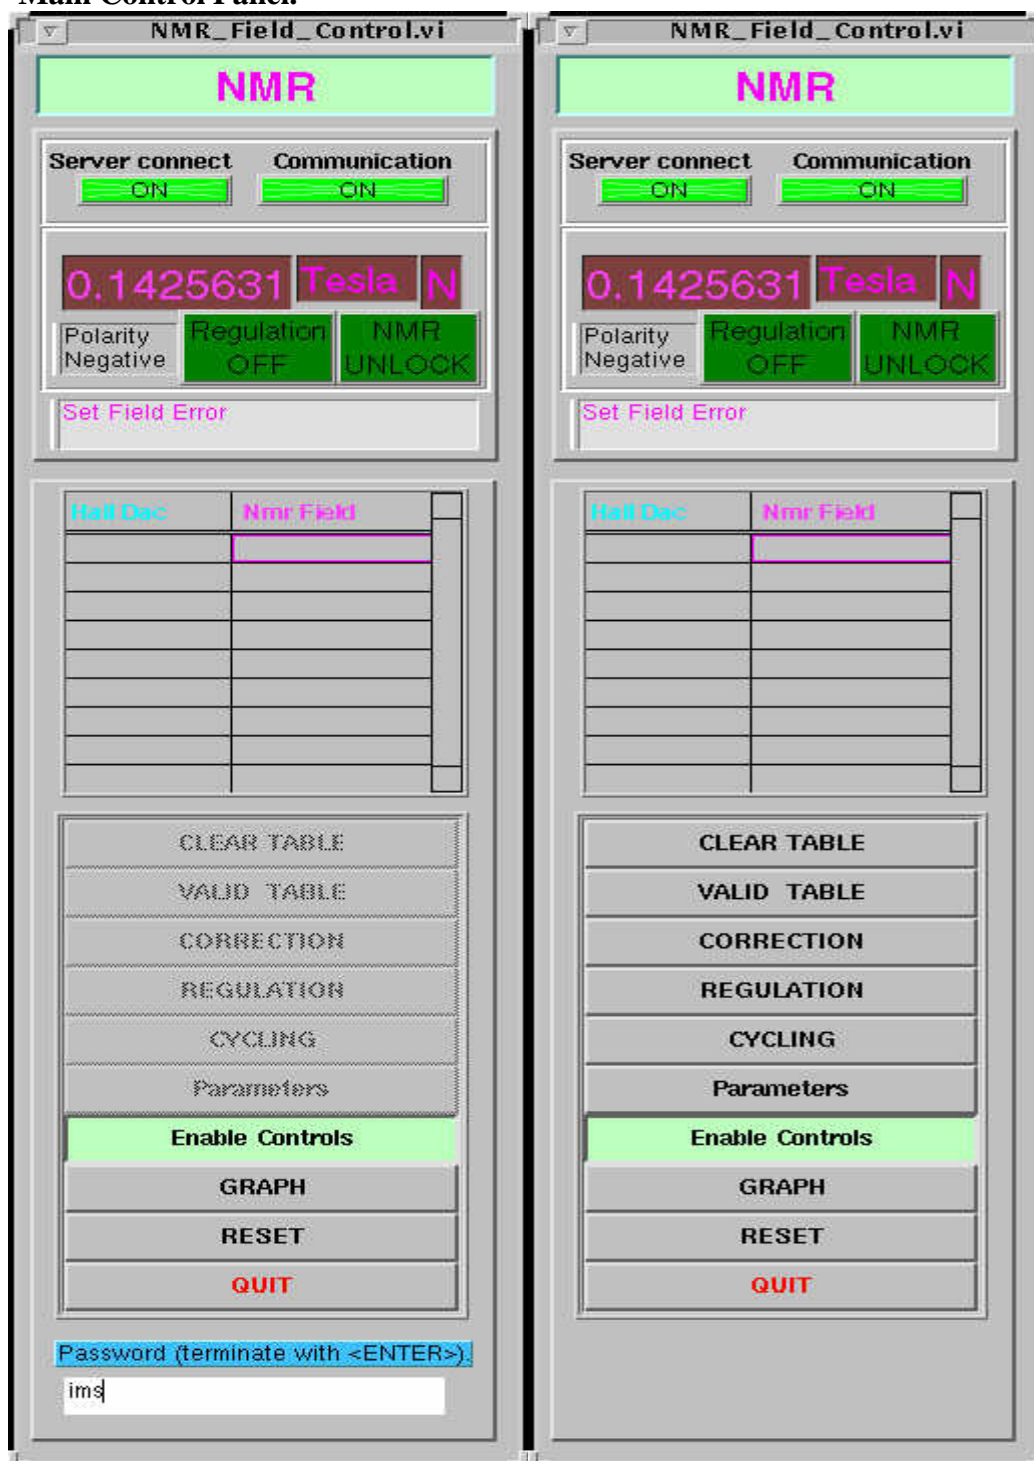 Main Control Panel.
NMR_Field_Control.vi
NMR
Server connect Communication
ON ON
0.1425631 Tesla N
Polarity Negative
Regulation OFF
NMR UNLOCK
Set Field Error
Hall Dac Nmr Field
CLEAR TABLE
VALID TABLE
CORRECTION
REGULATION
CYCLING
Parameters
Enable Controls
GRAPH
RESET
QUIT
Password (terminate with <ENTER>).
ims
NMR_Field_Control.vi
NMR
Server connect Communication
ON ON
0.1425631 Tesla N
Polarity Negative
Regulation OFF
NMR UNLOCK
Set Field Error
Hall Dac Nmr Field
CLEAR TABLE
VALID TABLE
CORRECTION
REGULATION
CYCLING
Parameters
Enable Controls
GRAPH
RESET
QUIT